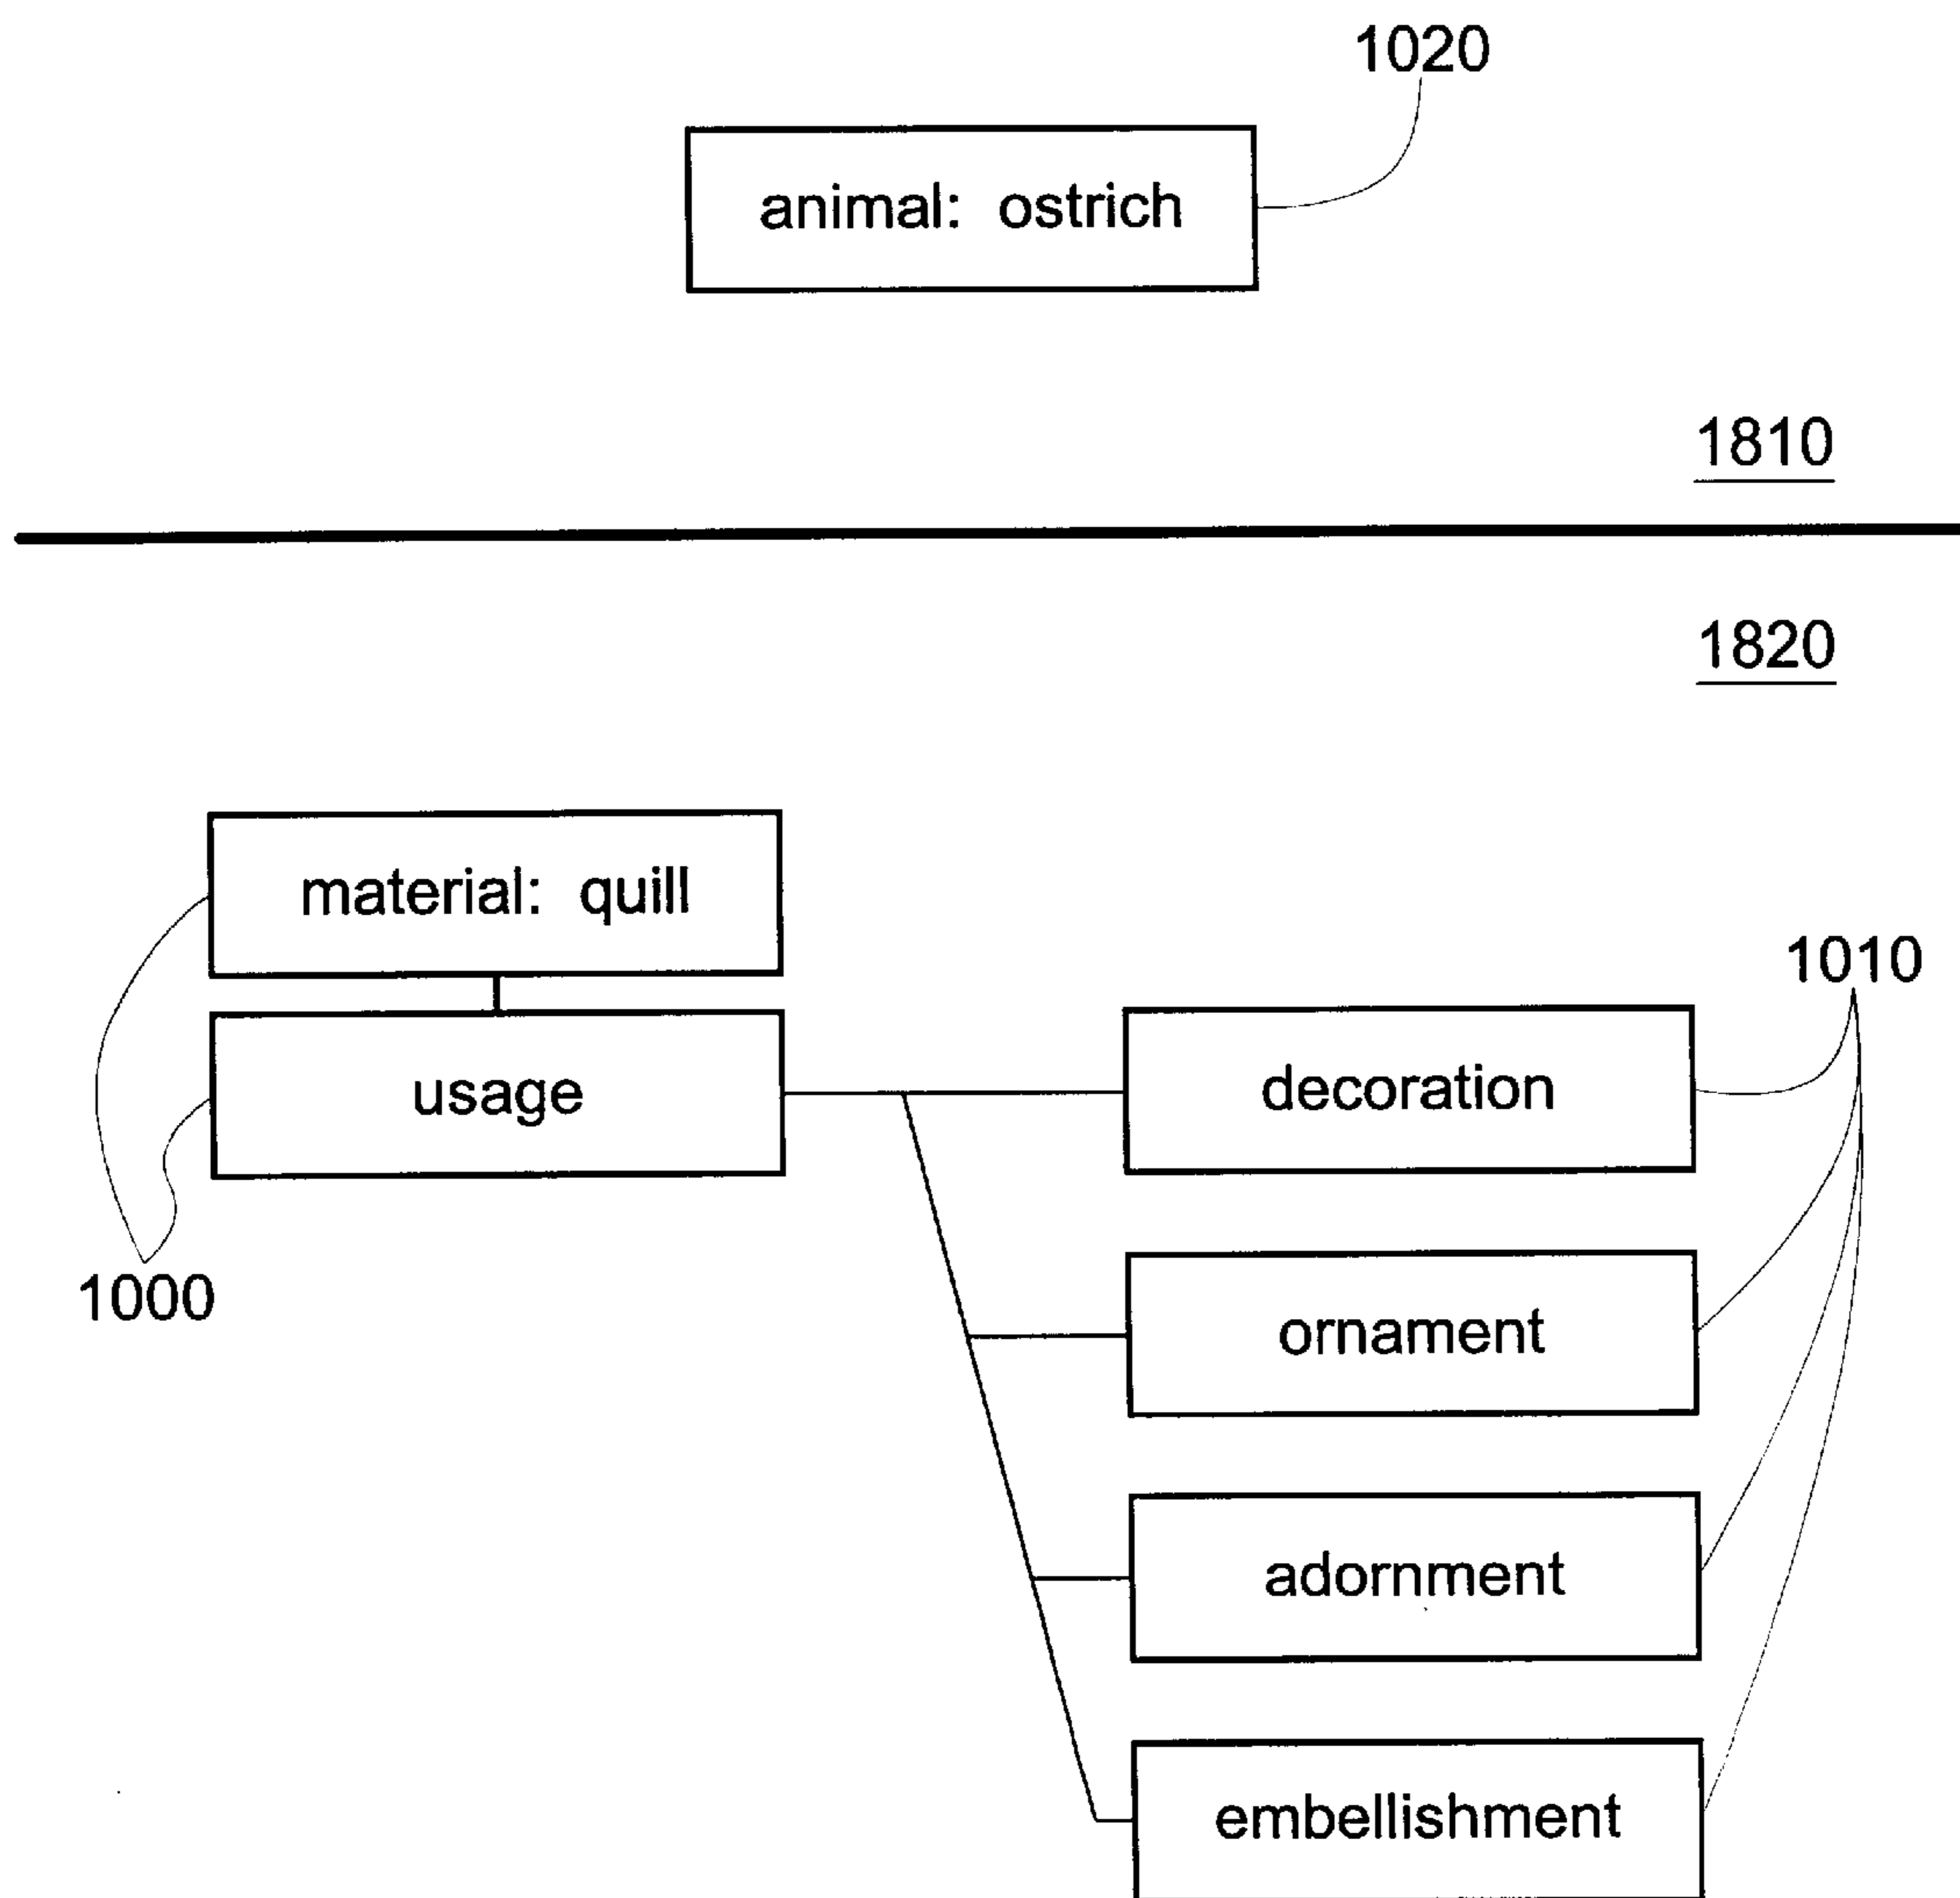 1020
animal: ostrich
1810
1820
material: quill
1010
usage
decoration
1000
ornament
adornment
embellishment